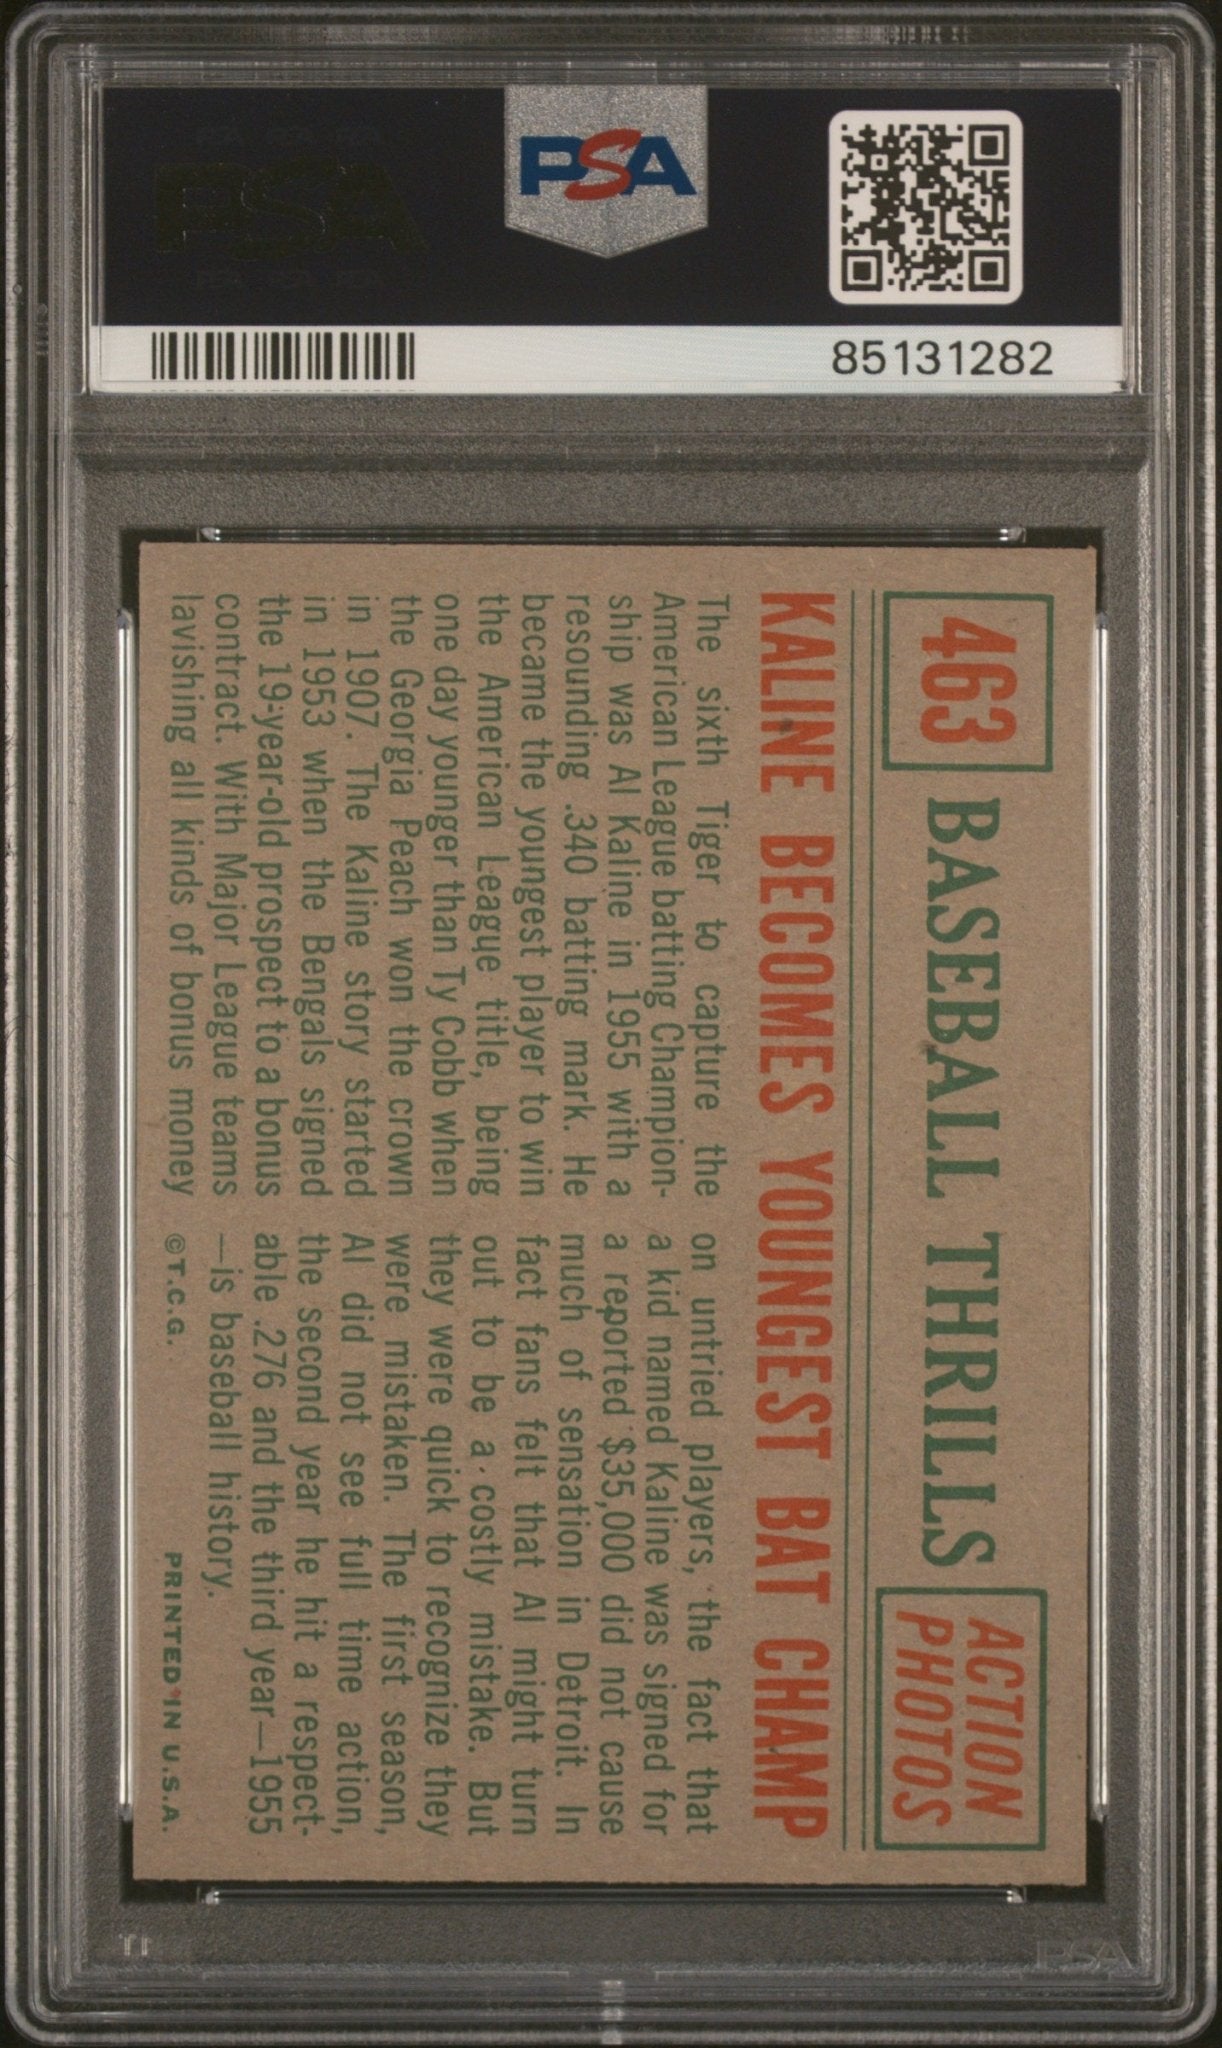 PSA
85131282
463
BASEBALL THRILLS
ACTION
PHOTOS
KALINE BECOMES YOUNGEST BAT CHAMP
The sixth Tiger to capture the
American League batting Champion-
ship was Al Kaline in 1955 with a
resounding .340 batting mark. He
became the youngest player to win
the American League title, being
one day younger than Ty Cobb when
the Georgia Peach won the crown
in 1907. The Kaline story started
in 1953 when the Bengals signed
the 19-year-old prospect to a bonus
contract. With Major League teams
lavishing all kinds of bonus money
on untried players, the fact that
a kid named Kaline was signed for
a reported $35,000 did not cause
much of sensation in Detroit. In
fact fans felt that Al might turn
out to be a costly mistake. But
they were quick to recognize they
were mistaken. The first season,
Al did not see full time action,
the second year he hit a respect-
able .276 and the third year—1955
—is baseball history.
©T.C.G.
PRINTED IN U.S.A.
PSA